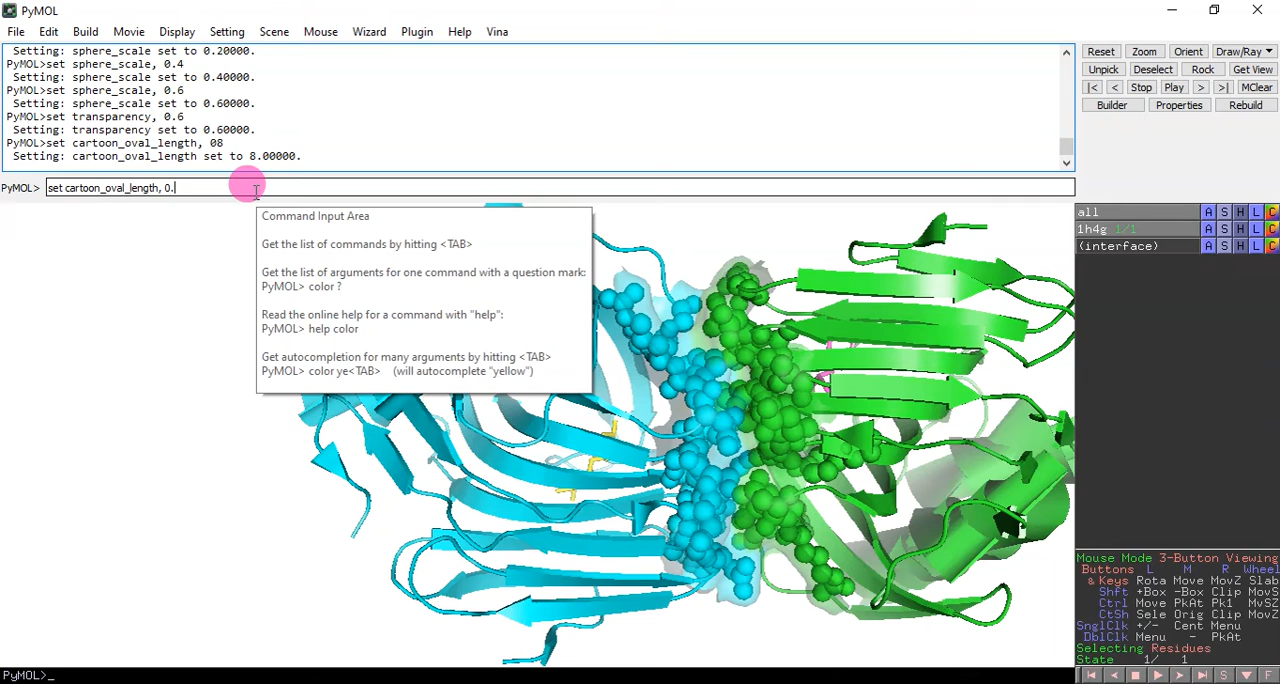 PyMOL
File Edit Build Movie Display Setting Scene Mouse Wizard Plugin Help Vina
Setting: sphere_scale set to 0.20000.
PyMOL>set sphere_scale, 0.4
Setting: sphere_scale set to 0.40000.
PyMOL>set sphere_scale, 0.6
Setting: sphere_scale set to 0.60000.
PyMOL>set transparency, 0.6
Setting: transparency set to 0.60000.
PyMOL>set cartoon_oval_length, 08
Setting: cartoon_oval_length set to 8.00000.
Reset Zoom Orient Draw/Ray
Unpick Deselect Rock Get View
|< < Stop Play > >| MClear
Builder Properties Rebuild
PyMOL> set cartoon_oval_length, 0.
Command Input Area
Get the list of commands by hitting <TAB>
Get the list of arguments for one command with a question mark:
PyMOL> color ?
Read the online help for a command with "help":
PyMOL> help color
Get autocompletion for many arguments by hitting <TAB>
PyMOL> color ye<TAB> (will autocomplete "yellow")
all A S H L C
1h4g 1/1 A S H L C
(interface) A S H L C
Mouse Mode 3-Button Viewing
Buttons L M R Wheel
& Keys Rota Move MovZ Slab
Shft +Box -Box Clip MovS
Ctrl Move PkAt Pk1 MvSZ
CtSh Sele Orig Clip MovZ
SnglClk +/- Cent Menu
DblClk Menu - PkAt
Selecting Residues
State 1/ 1
PyMOL>_
S F